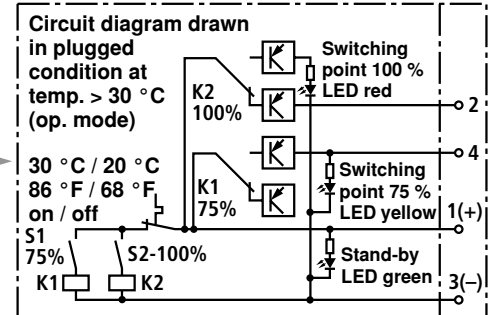 Circuit diagram drawn
in plugged
condition at
temp. > 30 °C
(op. mode)
Switching
point 100 %
LED red
K2
100%
2
4
30 °C / 20 °C
86 °F / 68 °F
on / off
K1
75%
Switching
point 75 %
LED yellow
1(+)
S1
75%
S2-100%
Stand-by
LED green
K1
K2
3(–)